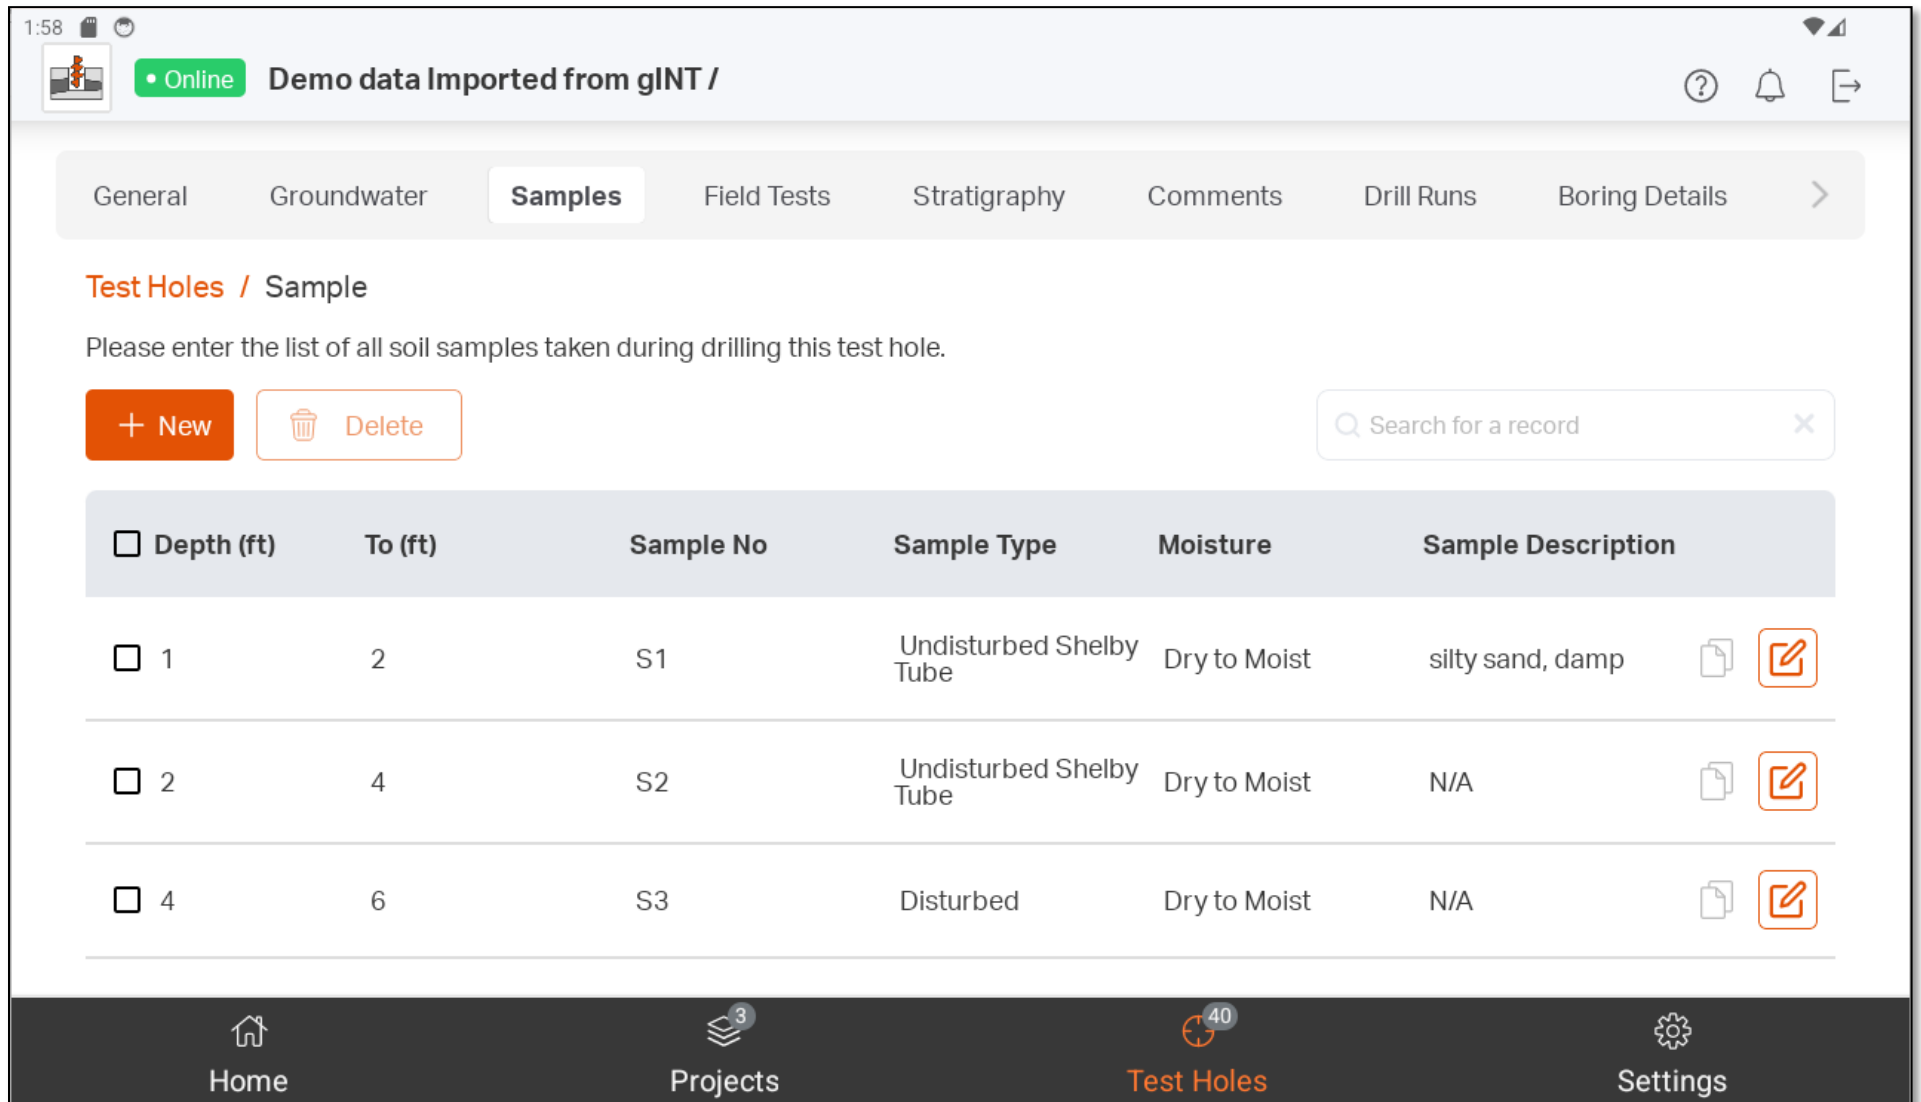 1:58
• Online Demo data Imported from gINT /
General Groundwater Samples Field Tests Stratigraphy Comments Drill Runs Boring Details
Test Holes / Sample
Please enter the list of all soil samples taken during drilling this test hole.
+ New Delete Search for a record
Depth (ft) To (ft) Sample No Sample Type Moisture Sample Description
1 2 S1 Undisturbed Shelby Tube Dry to Moist silty sand, damp
2 4 S2 Undisturbed Shelby Tube Dry to Moist N/A
4 6 S3 Disturbed Dry to Moist N/A
3 40
Home Projects Test Holes Settings